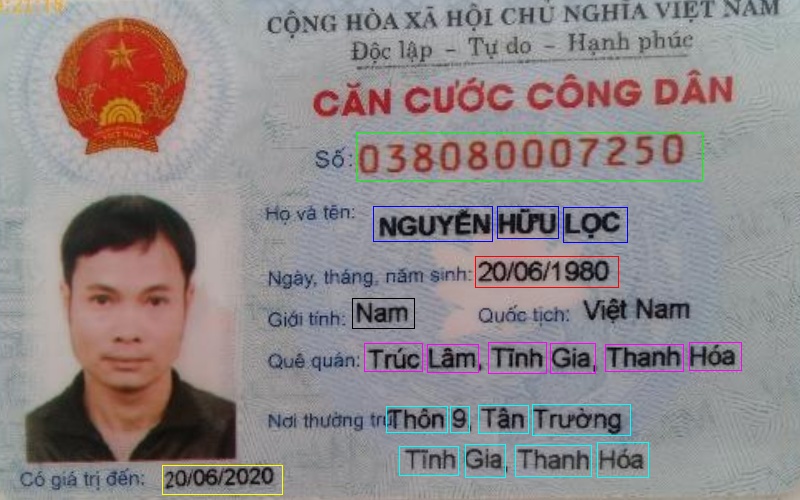 CỘNG HÒA XÃ HỘI CHỦ NGHĨA VIỆT NAM
Độc lập - Tự do - Hạnh phúc
CĂN CƯỚC CÔNG DÂN
Số: 038080007250
Họ và tên: NGUYỄN HỮU LỌC
Ngày, tháng, năm sinh: 20/06/1980
Giới tính: Nam Quốc tịch: Việt Nam
Quê quán: Trúc Lâm, Tĩnh Gia, Thanh Hóa
Nơi thường trú: Thôn 9, Tân Trường
Tĩnh Gia, Thanh Hóa
Có giá trị đến: 20/06/2020